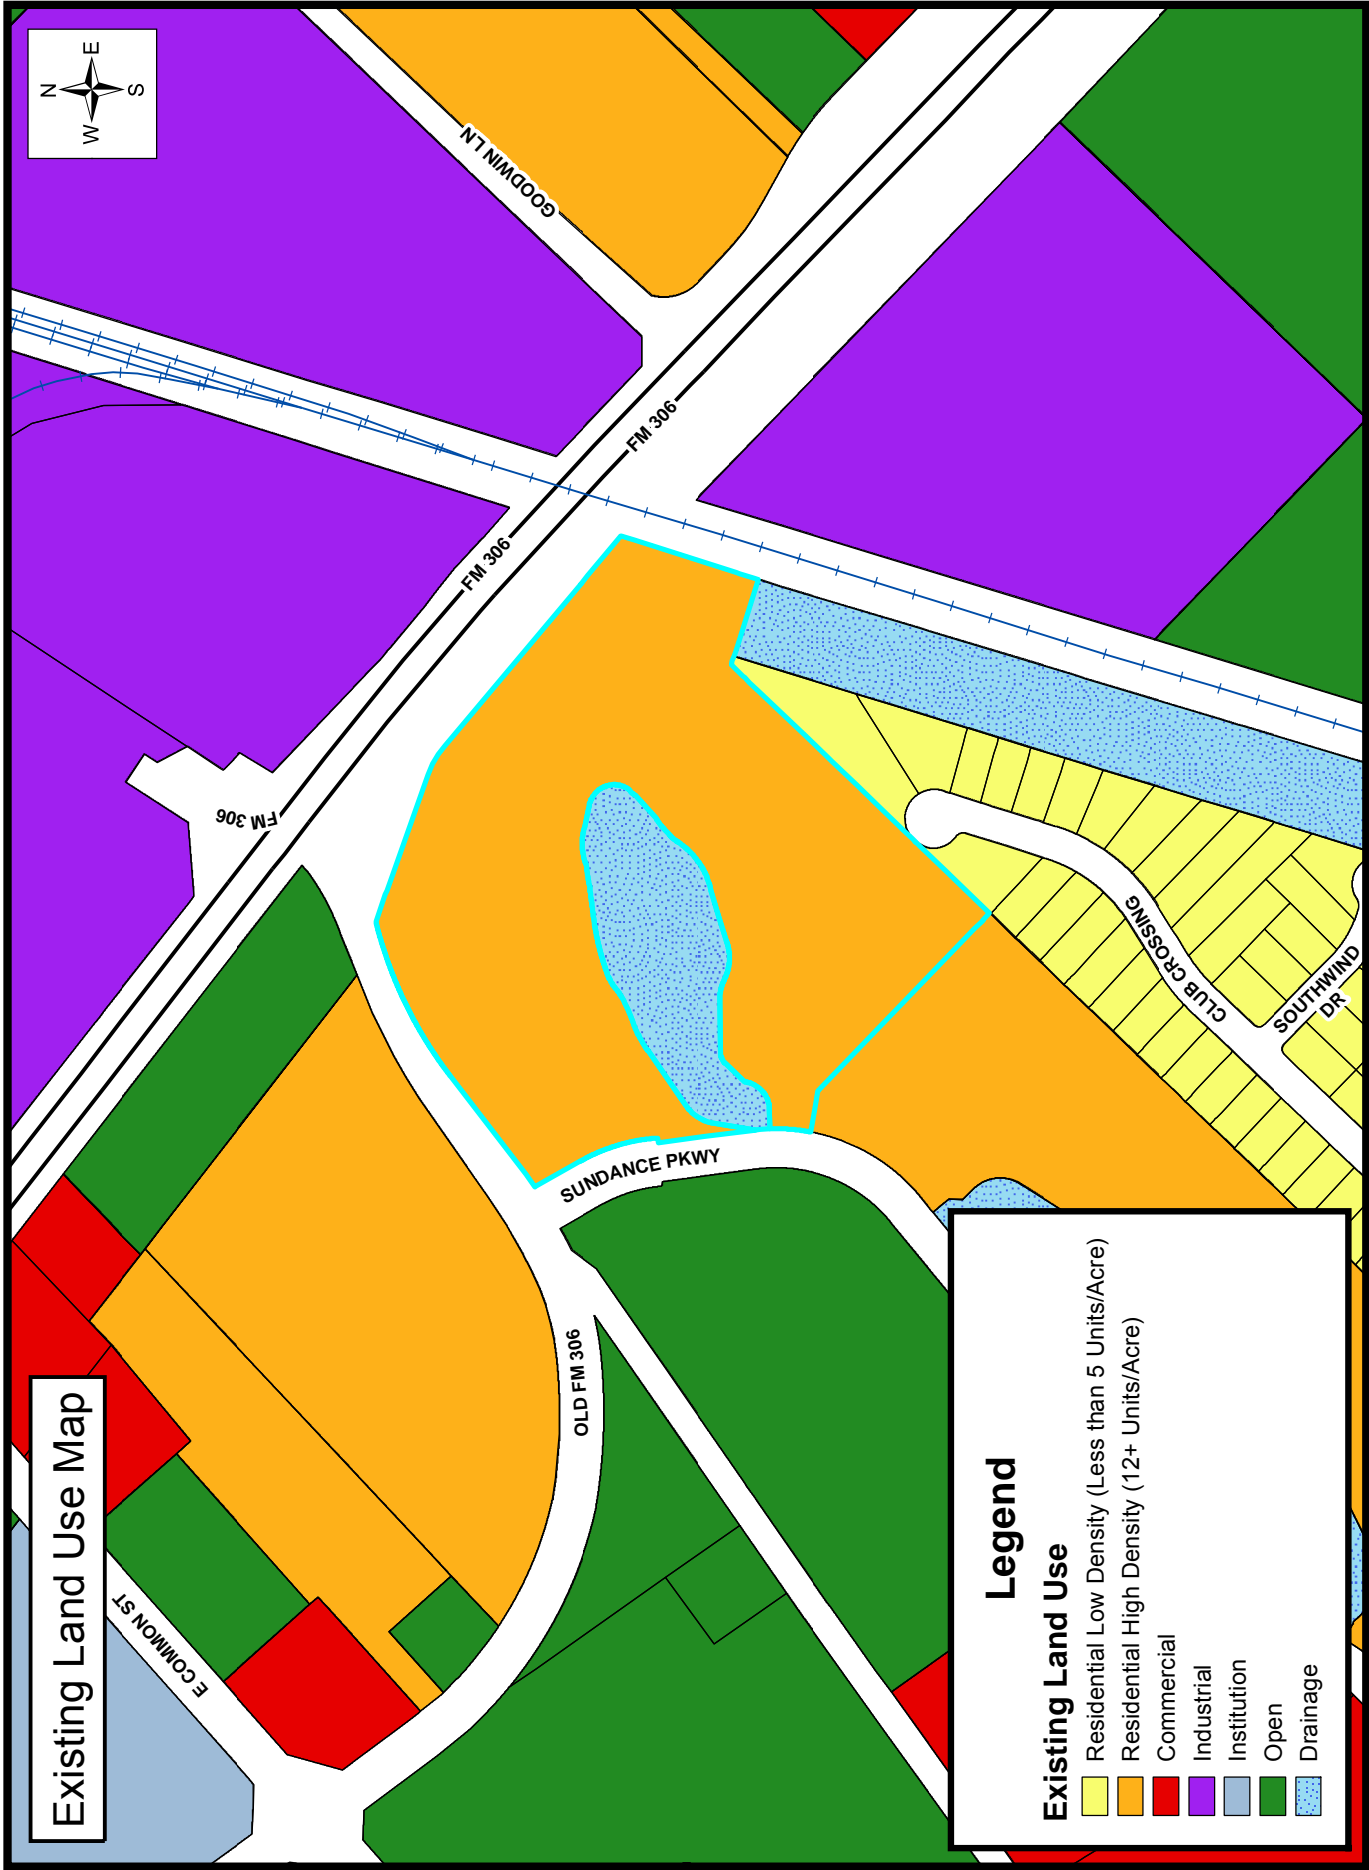 Existing Land Use Map
N
W
E
S
GOODWIN LN
FM 306
FM 306
FM 306
SUNDANCE PKWY
OLD FM 306
E COMMON ST
CLUB CROSSING
SOUTHWIND
DR
Legend
Existing Land Use
Residential Low Density (Less than 5 Units/Acre)
Residential High Density (12+ Units/Acre)
Commercial
Industrial
Institution
Open
Drainage